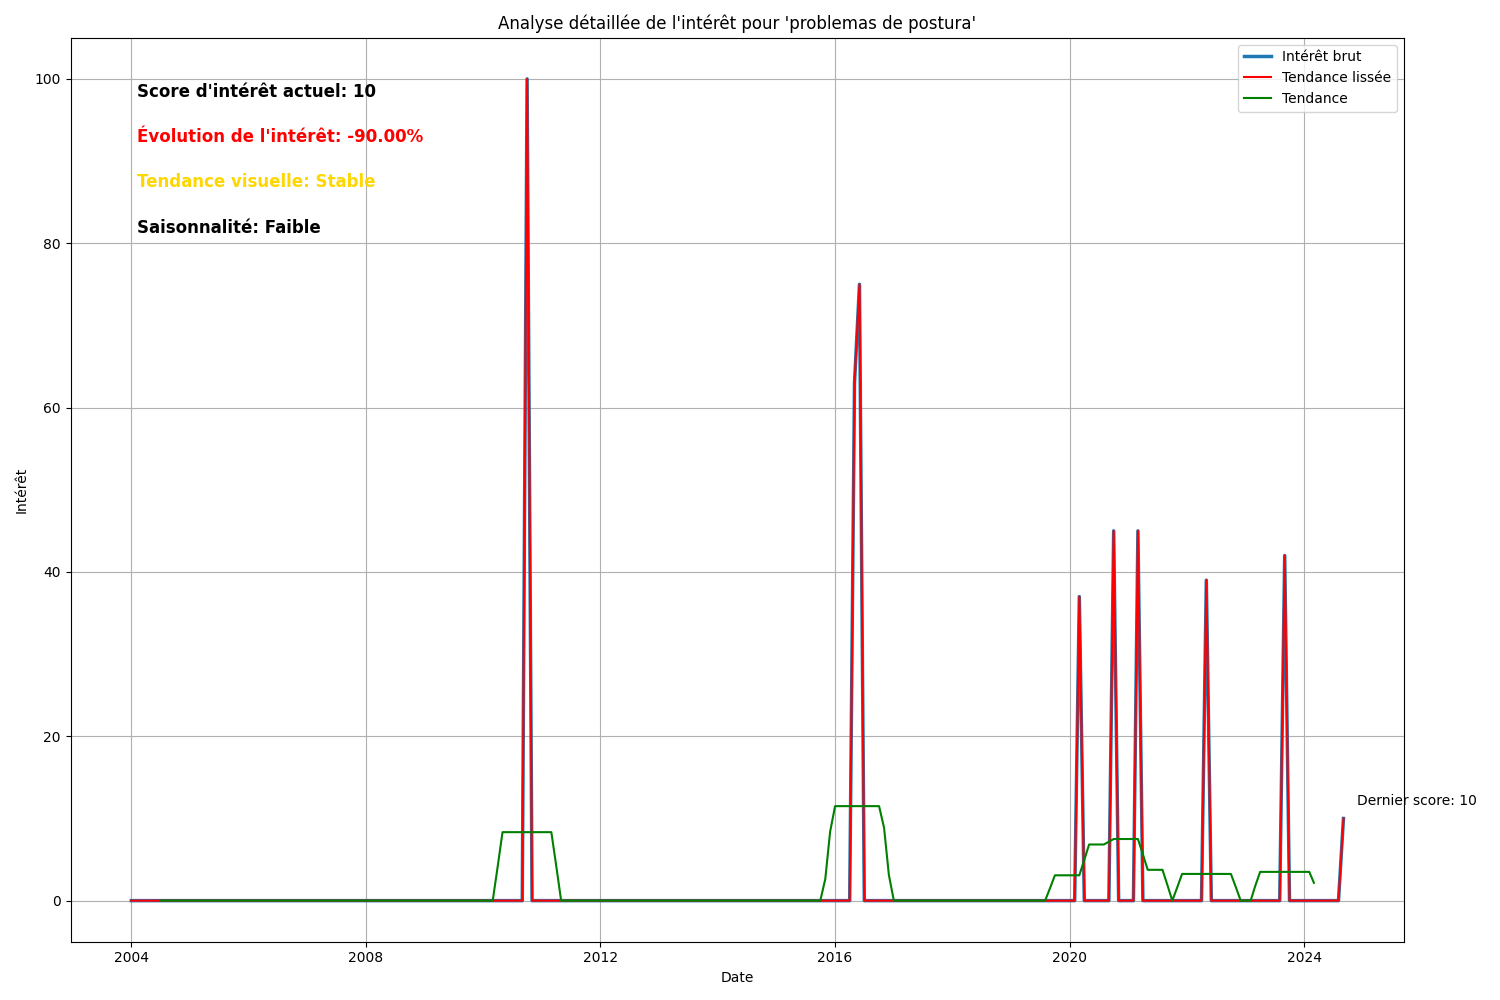 Analyse détaillée de l'intérêt pour 'problemas de postura'
Intérêt brut
Tendance lissée
Tendance
Score d'intérêt actuel: 10
Évolution de l'intérêt: -90.00%
Tendance visuelle: Stable
Saisonnalité: Faible
Dernier score: 10
100
80
60
40
20
0
Intérêt
2004
2008
2012
2016
2020
2024
Date